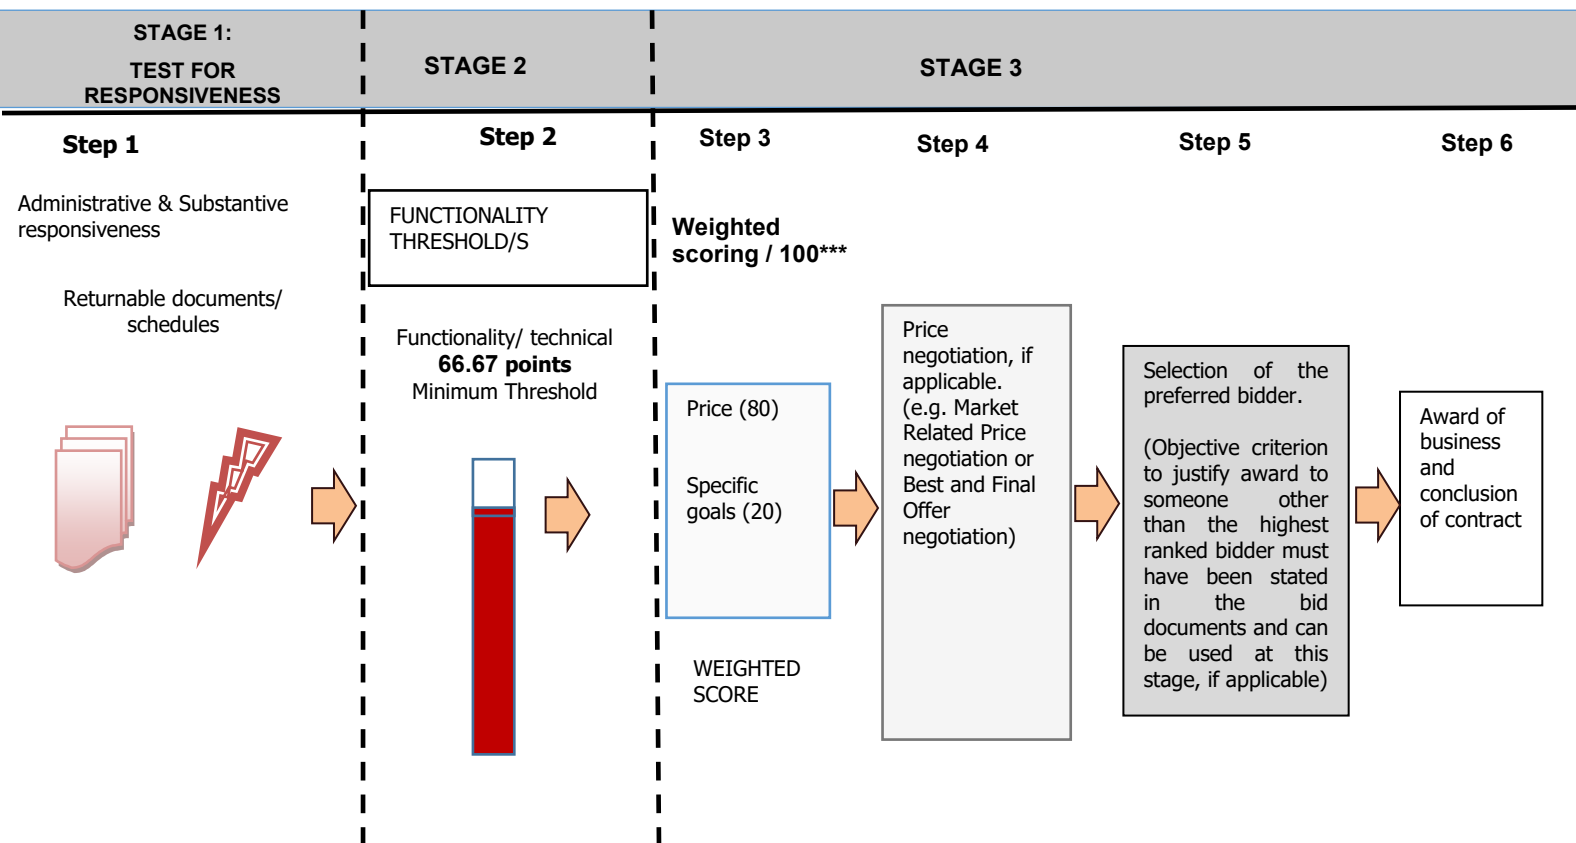 STAGE 1:
TEST FOR
RESPONSIVENESS
STAGE 2
STAGE 3
Step 1
Step 2
Step 3
Step 4
Step 5
Step 6
Administrative & Substantive
responsiveness
Returnable documents/
schedules
FUNCTIONALITY
THRESHOLD/S
Functionality/ technical
66.67 points
Minimum Threshold
Weighted
scoring / 100***
Price (80)
Specific
goals (20)
WEIGHTED
SCORE
Price
negotiation, if
applicable.
(e.g. Market
Related Price
negotiation or
Best and Final
Offer
negotiation)
Selection of the
preferred bidder.
(Objective criterion
to justify award to
someone other
than the highest
ranked bidder must
have been stated
in the bid
documents and can
be used at this
stage, if applicable)
Award of
business
and
conclusion
of contract